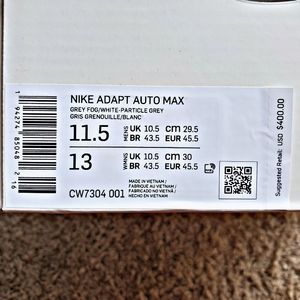 NIKE ADAPT AUTO MAX
GREY FOG/WHITE-PARTICLE GREY
GRIS GRENOUILLE/BLANC
11.5 MENS UK 10.5 cm 29.5
BR 43.5 EUR 45.5
13 WMNS UK 10.5 cm 30
BR 43.5 EUR 45.5
CW7304 001
MADE IN VIETNAM /
FABRIQUÉ AU VIETNAM /
FABRICADO NO VIETNÃ /
HECHO EN VIETNAM
Suggested Retail: USD $400.00